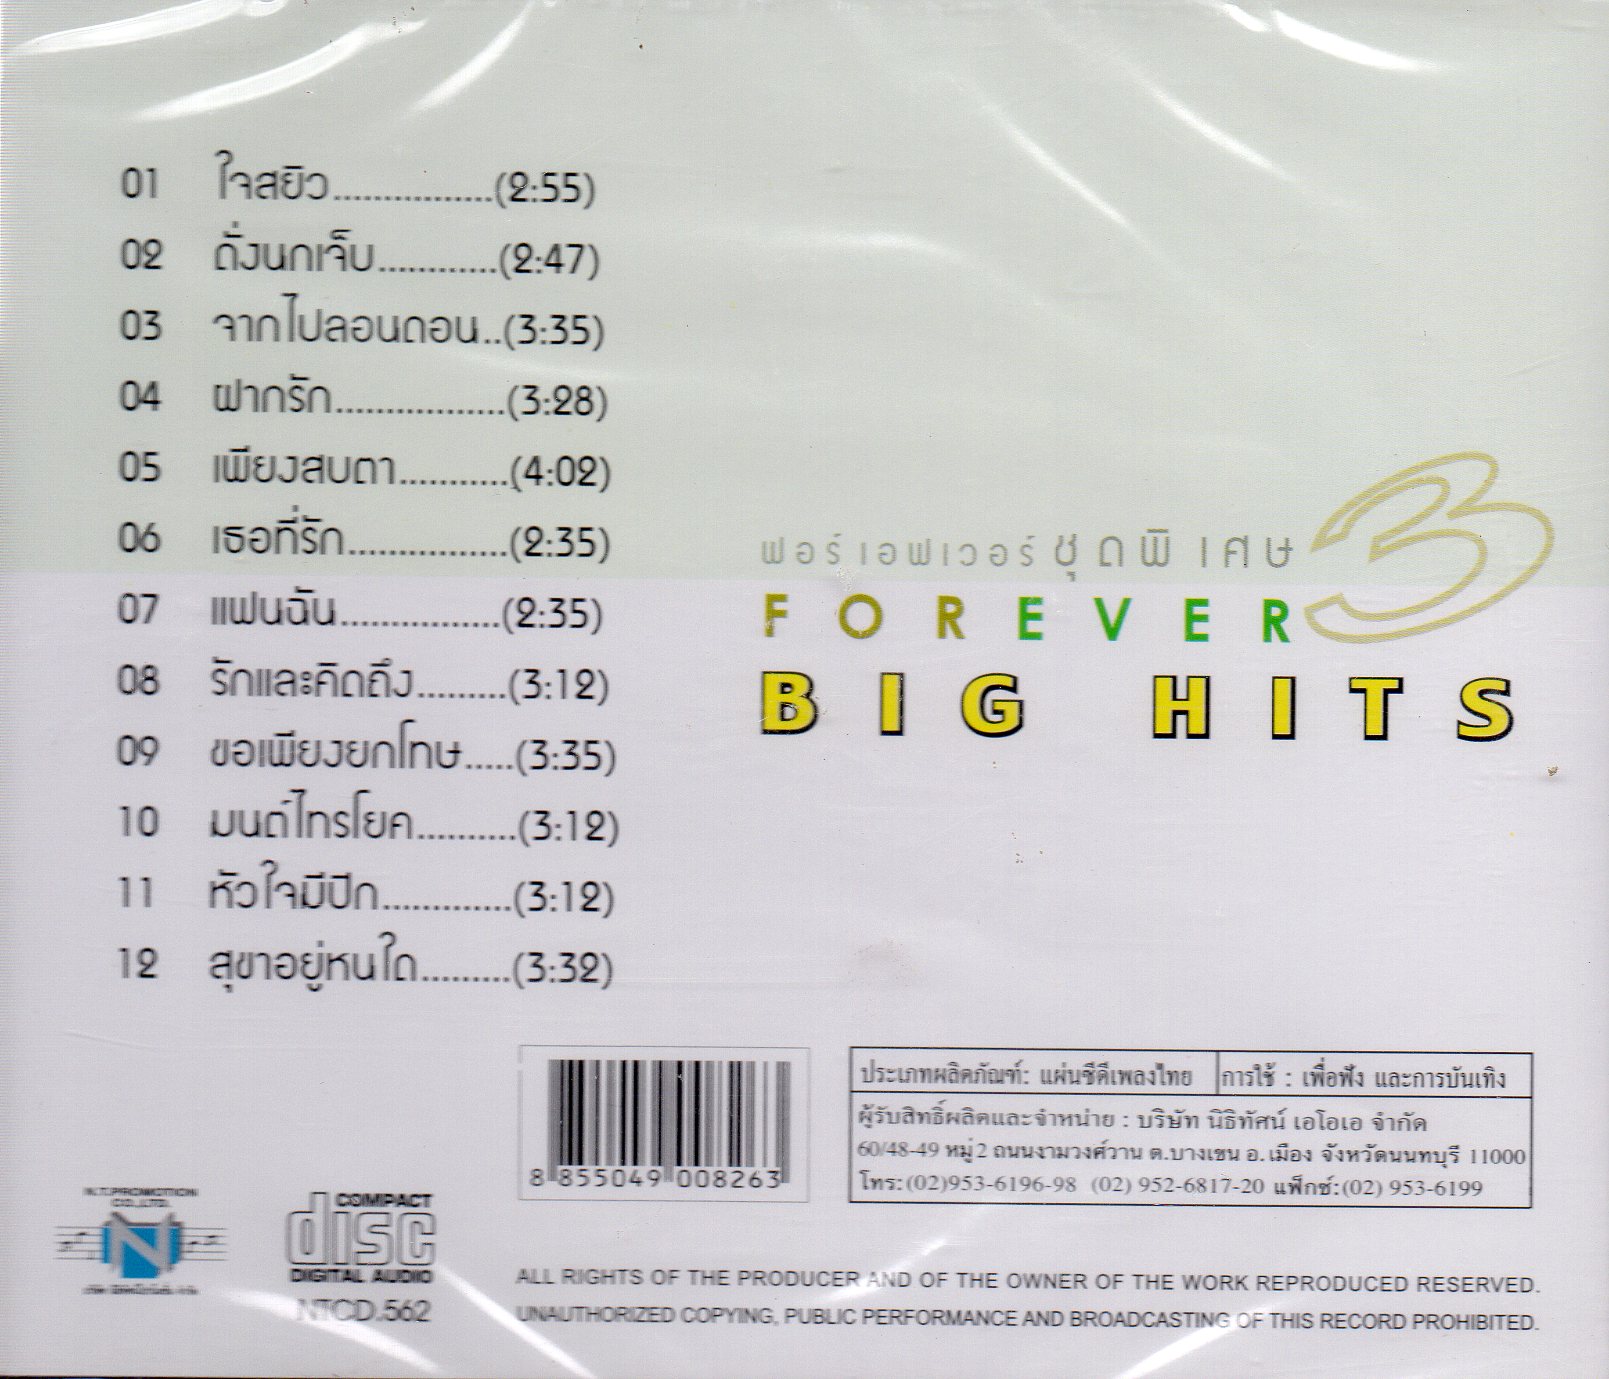 01 ใจสยิว................(2:55)
02 ดั่งนกเจ็บ............(2:47)
03 จากไปลอนดอน..(3:35)
04 ฝากรัก.................(3:28)
05 เพียงสบตา...........(4:02)
06 เธอที่รัก................(2:35)
07 แฟนฉัน................(2:35)
08 รักและคิดถึง.........(3:12)
09 ขอเพียงยกโทษ.....(3:35)
10 มนต์ไทรโยค..........(3:12)
11 หัวใจมีปีก.............(3:12)
12 สุขาอยู่หนใด.........(3:32)
ฟอร์เอฟเวอร์ชุดพิเศษ 3
FOREVER
BIG HITS
8 855049 008263
ประเภทผลิตภัณฑ์: แผ่นซีดีเพลงไทย การใช้ : เพื่อฟัง และการบันเทิง
ผู้รับสิทธิ์ผลิตและจำหน่าย : บริษัท นิธิทัศน์ เอโอเอ จำกัด
60/48-49 หมู่2 ถนนงามวงศ์วาน ต.บางเขน อ.เมือง จังหวัดนนทบุรี 11000
โทร:(02)953-6196-98 (02) 952-6817-20 แฟ็กซ์:(02) 953-6199
N.T.PROMOTION
CO.,LTD.
N
COMPACT
disc
DIGITAL AUDIO
NTCD.562
ALL RIGHTS OF THE PRODUCER AND OF THE OWNER OF THE WORK REPRODUCED RESERVED.
UNAUTHORIZED COPYING, PUBLIC PERFORMANCE AND BROADCASTING OF THIS RECORD PROHIBITED.